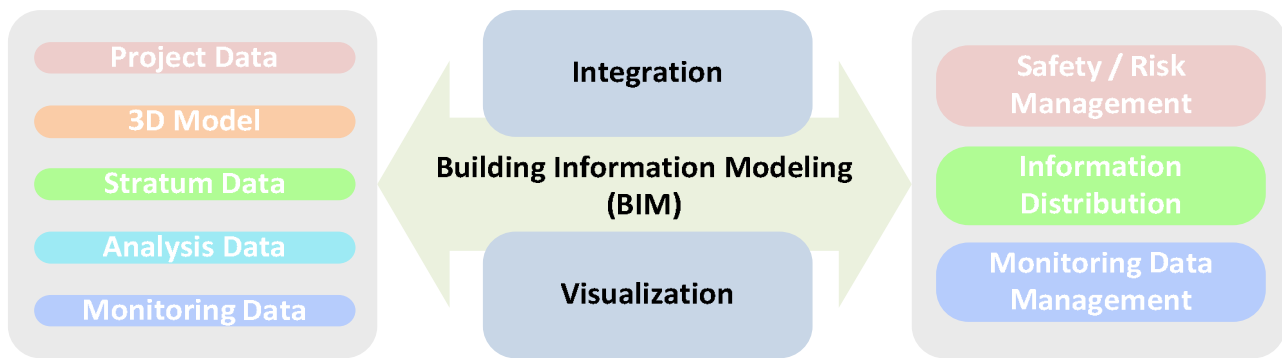 Project Data
3D Model
Stratum Data
Analysis Data
Monitoring Data
Integration
Building Information Modeling
(BIM)
Visualization
Safety / Risk
Management
Information
Distribution
Monitoring Data
Management